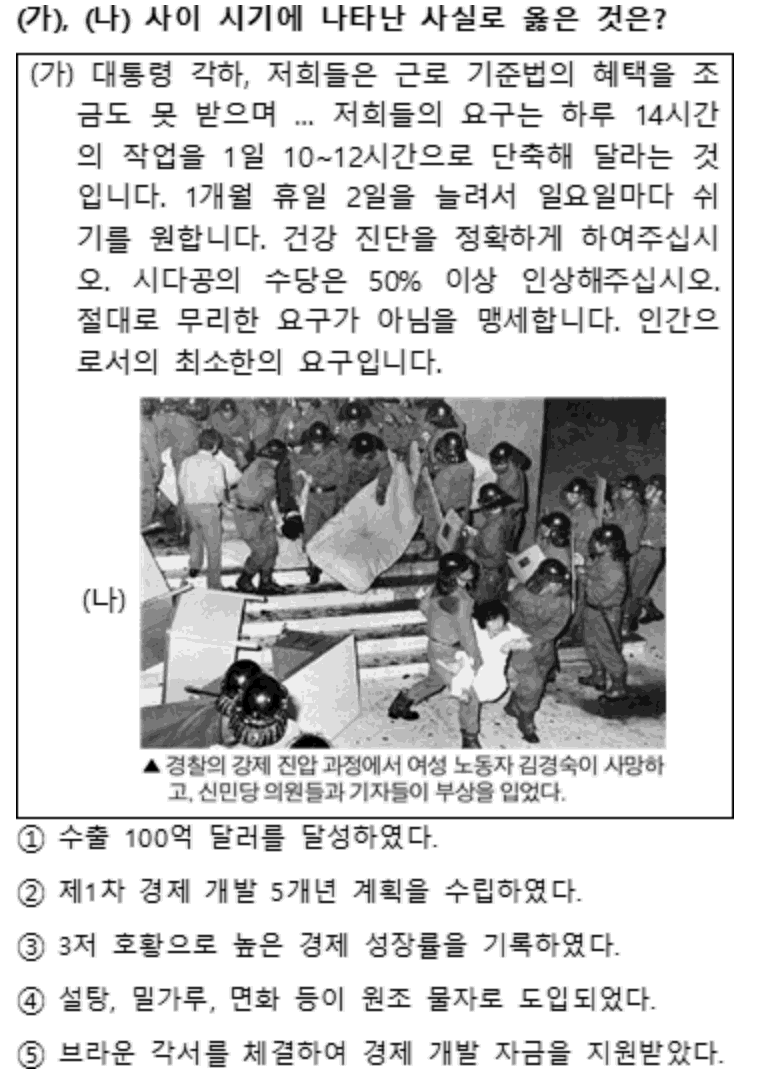 (가), (나) 사이 시기에 나타난 사실로 옳은 것은?
(가) 대통령 각하, 저희들은 근로 기준법의 혜택을 조
금도 못 받으며 ... 저희들의 요구는 하루 14시간
의 작업을 1일 10~12시간으로 단축해 달라는 것
입니다. 1개월 휴일 2일을 늘려서 일요일마다 쉬
기를 원합니다. 건강 진단을 정확하게 하여주십시
오. 시다공의 수당은 50% 이상 인상해주십시오.
절대로 무리한 요구가 아님을 맹세합니다. 인간으
로서의 최소한의 요구입니다.
(나)
▲ 경찰의 강제 진압 과정에서 여성 노동자 김경숙이 사망하
고, 신민당 의원들과 기자들이 부상을 입었다.
① 수출 100억 달러를 달성하였다.
② 제1차 경제 개발 5개년 계획을 수립하였다.
③ 3저 호황으로 높은 경제 성장률을 기록하였다.
④ 설탕, 밀가루, 면화 등이 원조 물자로 도입되었다.
⑤ 브라운 각서를 체결하여 경제 개발 자금을 지원받았다.